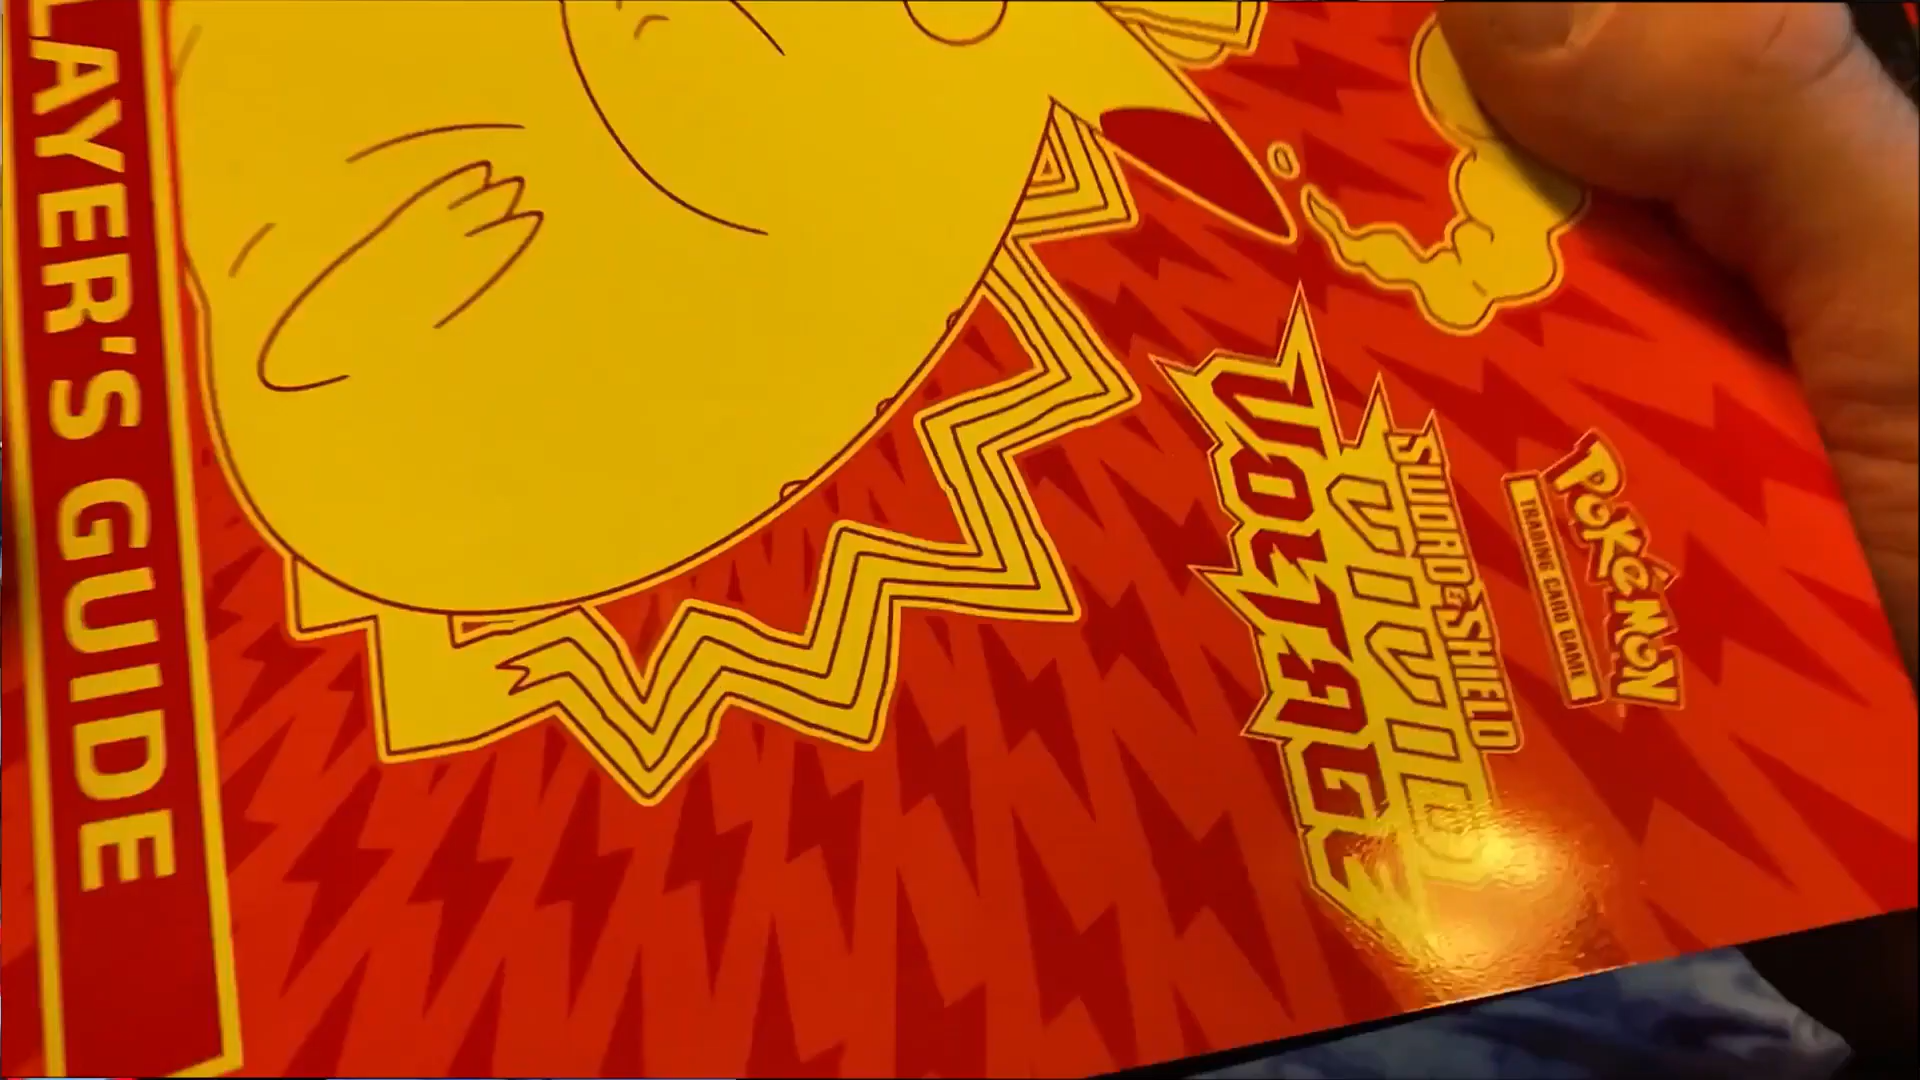 Pokémon
TRADING CARD GAME
SWORD & SHIELD
VIVID
VOLTAGE
LAYER'S GUIDE